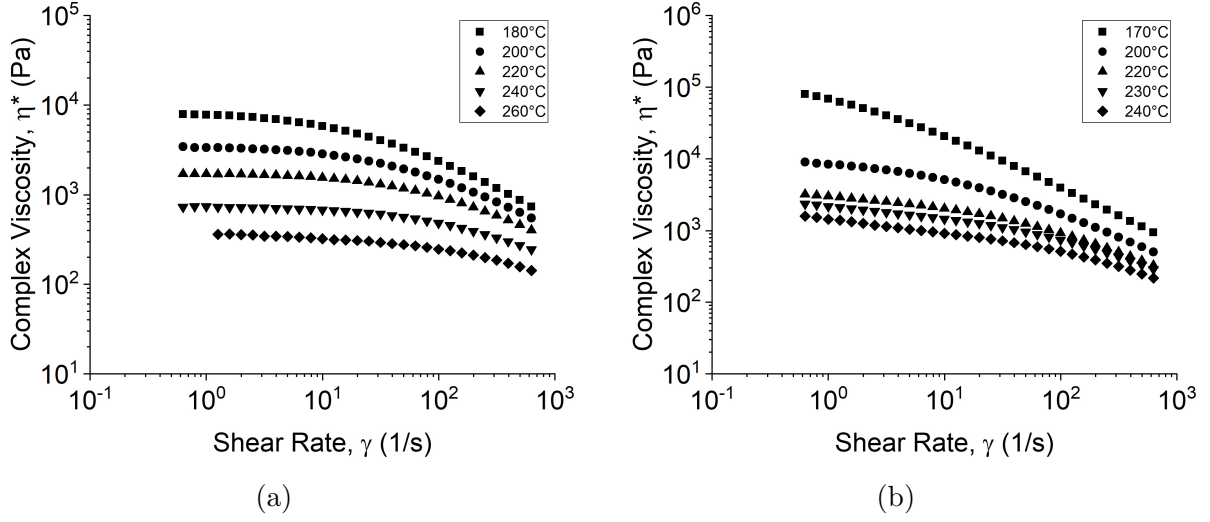 10^5
10^4
10^3
10^2
10^1
10^-1
10^0
10^1
10^2
10^3
Complex Viscosity, η* (Pa)
Shear Rate, γ (1/s)
180°C
200°C
220°C
240°C
260°C
(a)
10^6
10^5
10^4
10^3
10^2
10^1
10^-1
10^0
10^1
10^2
10^3
Complex Viscosity, η* (Pa)
Shear Rate, γ (1/s)
170°C
200°C
220°C
230°C
240°C
(b)